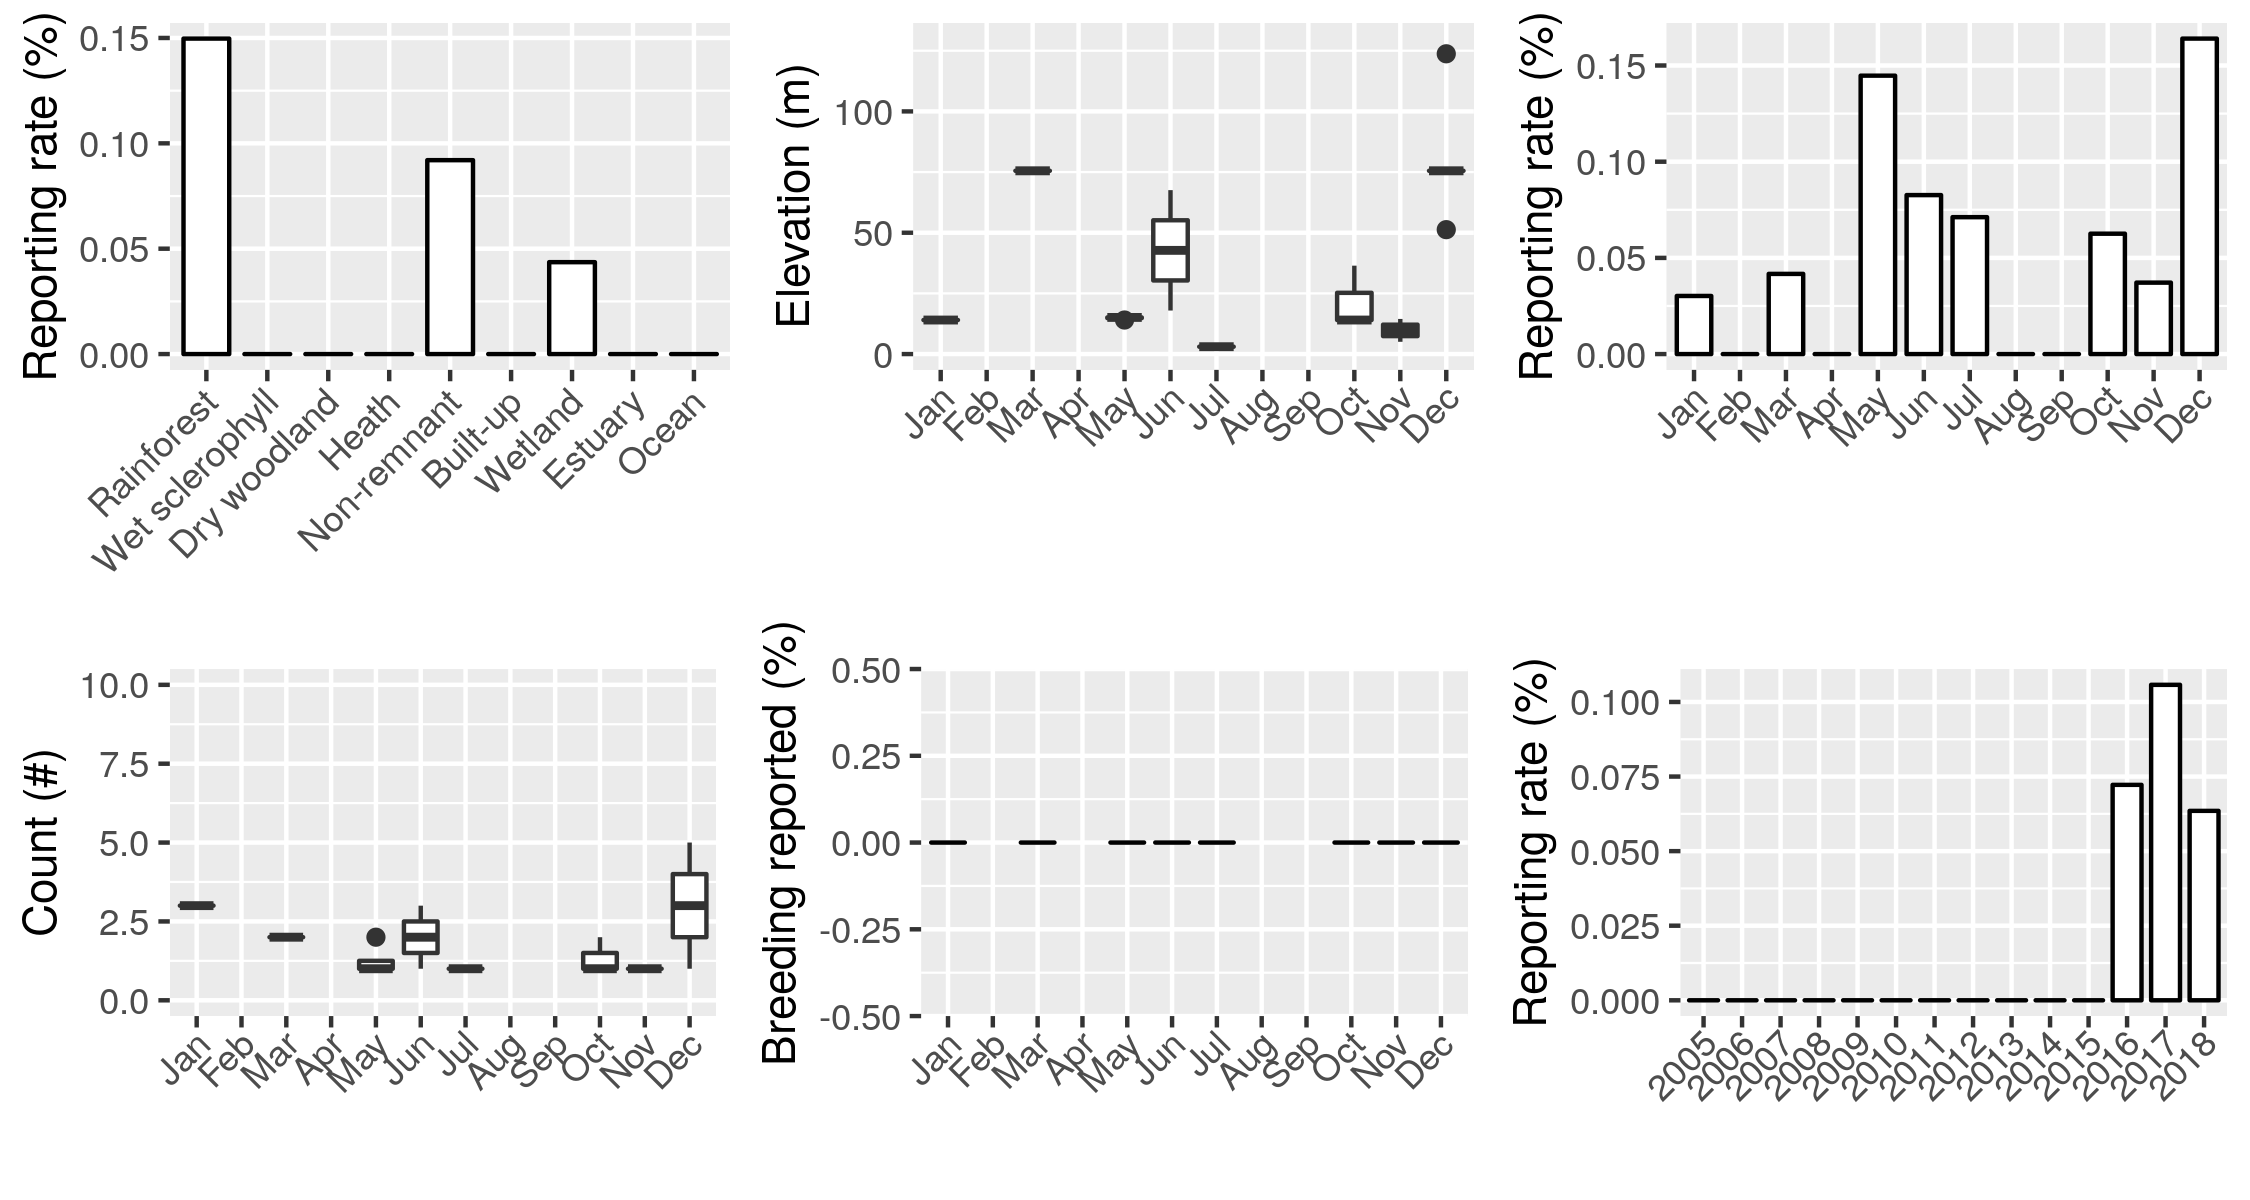 Reporting rate (%)
0.15
0.10
0.05
0.00
Rainforest
Wet sclerophyll
Dry woodland
Heath
Non-remnant
Built-up
Wetland
Estuary
Ocean
Elevation (m)
100
50
0
Jan
Feb
Mar
Apr
May
Jun
Jul
Aug
Sep
Oct
Nov
Dec
Reporting rate (%)
0.15
0.10
0.05
0.00
Jan
Feb
Mar
Apr
May
Jun
Jul
Aug
Sep
Oct
Nov
Dec
Count (#)
10.0
7.5
5.0
2.5
0.0
Jan
Feb
Mar
Apr
May
Jun
Jul
Aug
Sep
Oct
Nov
Dec
Breeding reported (%)
0.50
0.25
0.00
-0.25
-0.50
Jan
Feb
Mar
Apr
May
Jun
Jul
Aug
Sep
Oct
Nov
Dec
Reporting rate (%)
0.100
0.075
0.050
0.025
0.000
2005
2006
2007
2008
2009
2010
2011
2012
2013
2014
2015
2016
2017
2018